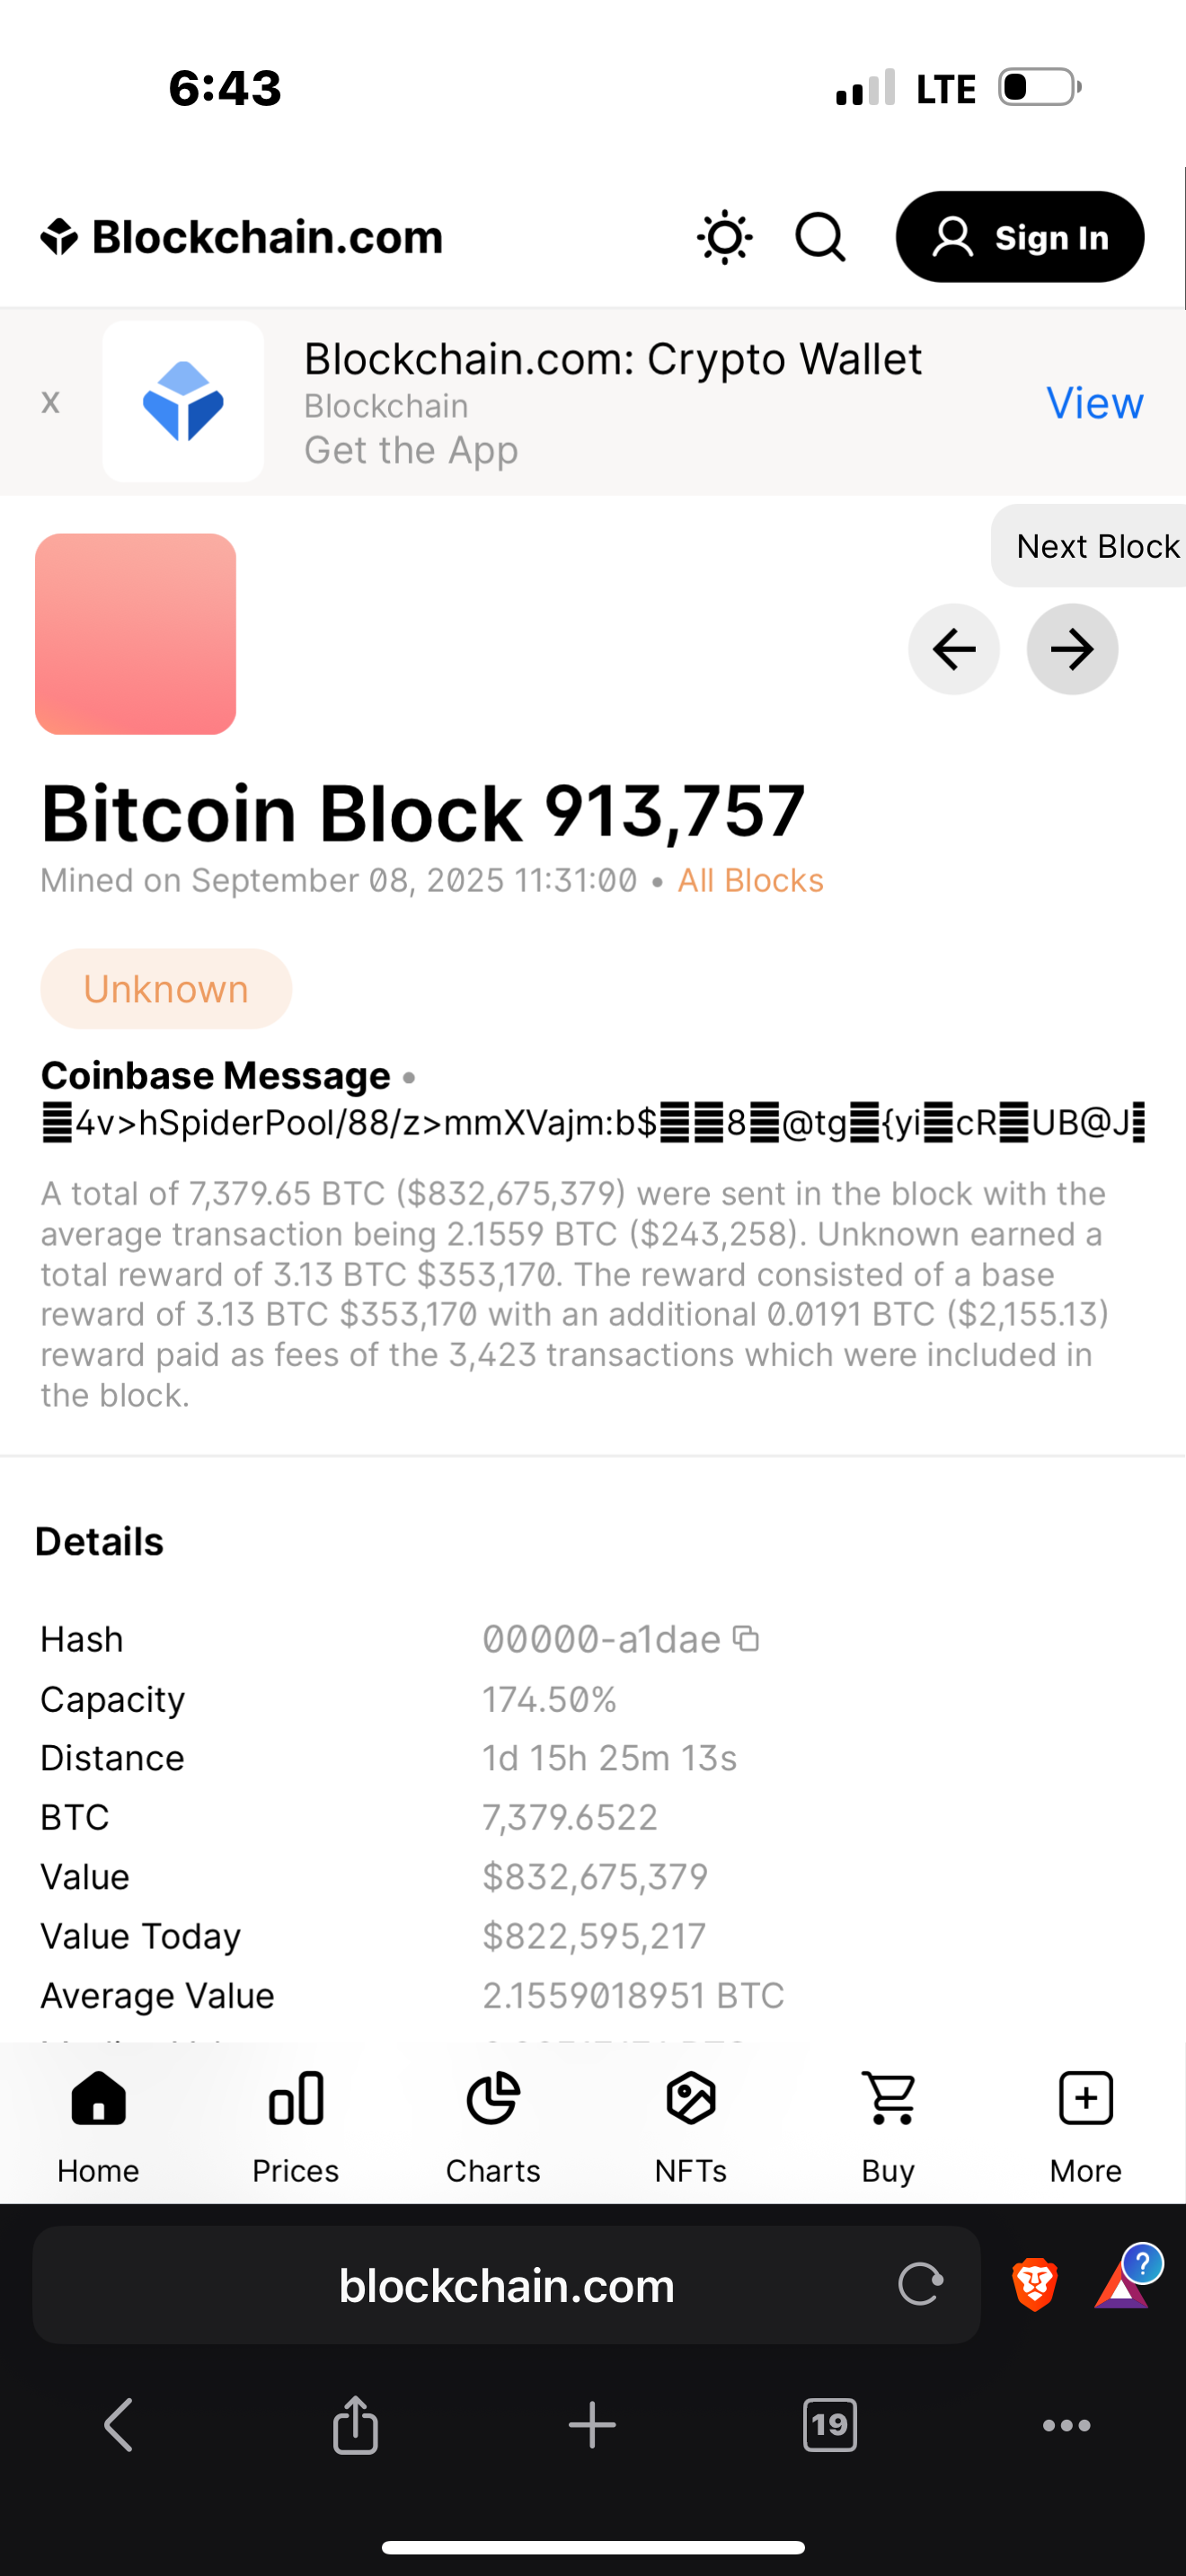 6:43
LTE
Blockchain.com
Sign In
x
Blockchain.com: Crypto Wallet
Blockchain
Get the App
View
Next Block
Bitcoin Block 913,757
Mined on September 08, 2025 11:31:00 • All Blocks
Unknown
Coinbase Message •
4v>hSpiderPool/88/z>mmXVajm:b$ 8 @tg {yi cR UB@J
A total of 7,379.65 BTC ($832,675,379) were sent in the block with the
average transaction being 2.1559 BTC ($243,258). Unknown earned a
total reward of 3.13 BTC $353,170. The reward consisted of a base
reward of 3.13 BTC $353,170 with an additional 0.0191 BTC ($2,155.13)
reward paid as fees of the 3,423 transactions which were included in
the block.
Details
Hash 00000-a1dae
Capacity 174.50%
Distance 1d 15h 25m 13s
BTC 7,379.6522
Value $832,675,379
Value Today $822,595,217
Average Value 2.1559018951 BTC
Home Prices Charts NFTs Buy More
blockchain.com
?
19